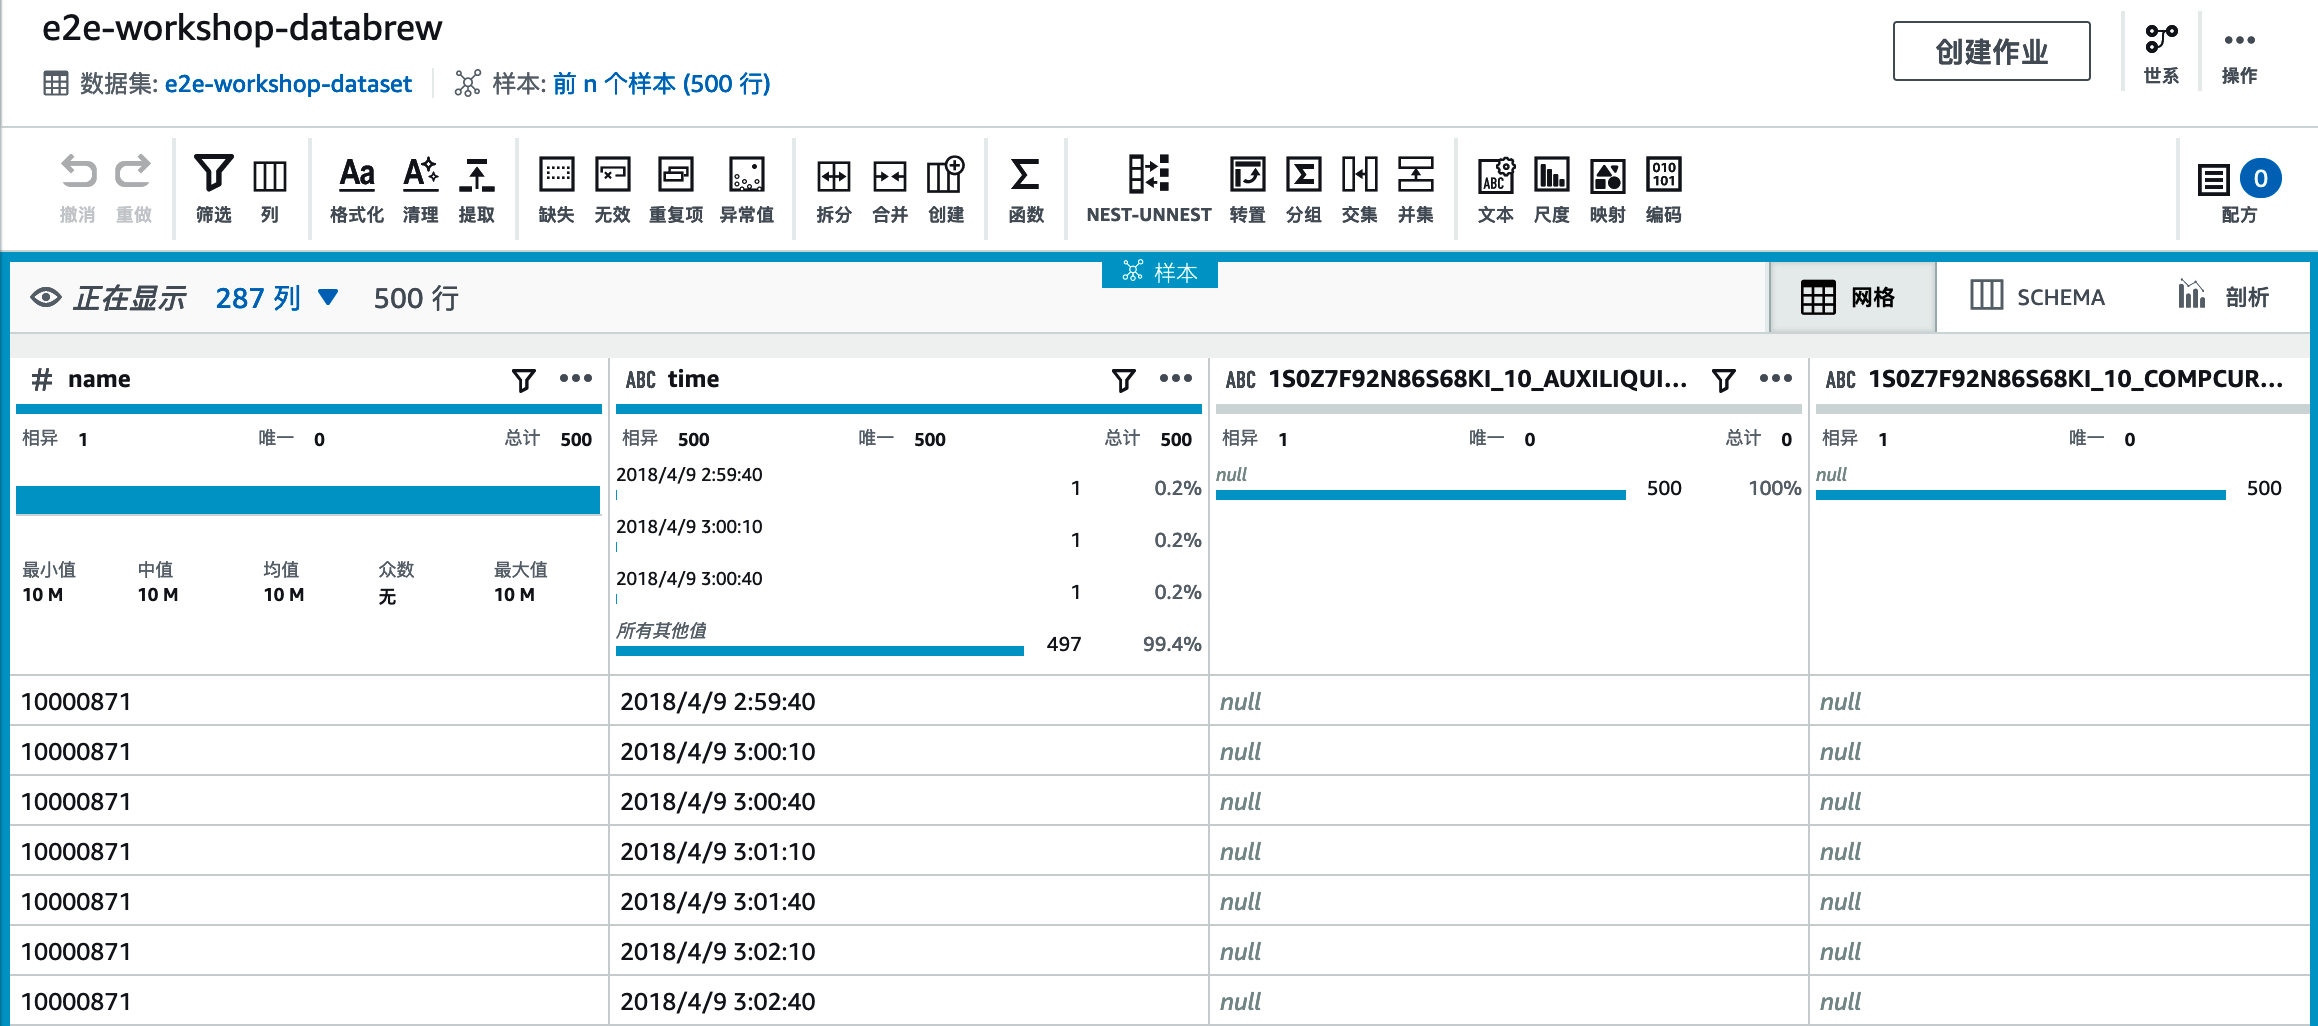 e2e-workshop-databrew
数据集: e2e-workshop-dataset
样本: 前 n 个样本 (500 行)
创建作业
世系
操作
撤消
重做
筛选
列
格式化
清理
提取
缺失
无效
重复项
异常值
拆分
合并
创建
函数
NEST-UNNEST
转置
分组
交集
并集
文本
尺度
映射
编码
0
配方
样本
正在显示 287 列 500 行
网格
SCHEMA
剖析
# name
ABC time
ABC 1S0Z7F92N86S68KI_10_AUXILIQUI...
ABC 1S0Z7F92N86S68KI_10_COMPCUR...
相异 1 唯一 0 总计 500
相异 500 唯一 500 总计 500
相异 1 唯一 0 总计 0
相异 1 唯一 0
2018/4/9 2:59:40 1 0.2%
2018/4/9 3:00:10 1 0.2%
2018/4/9 3:00:40 1 0.2%
所有其他值 497 99.4%
null 500 100%
null 500
最小值 中值 均值 众数 最大值
10 M 10 M 10 M 无 10 M
10000871 2018/4/9 2:59:40 null null
10000871 2018/4/9 3:00:10 null null
10000871 2018/4/9 3:00:40 null null
10000871 2018/4/9 3:01:10 null null
10000871 2018/4/9 3:01:40 null null
10000871 2018/4/9 3:02:10 null null
10000871 2018/4/9 3:02:40 null null